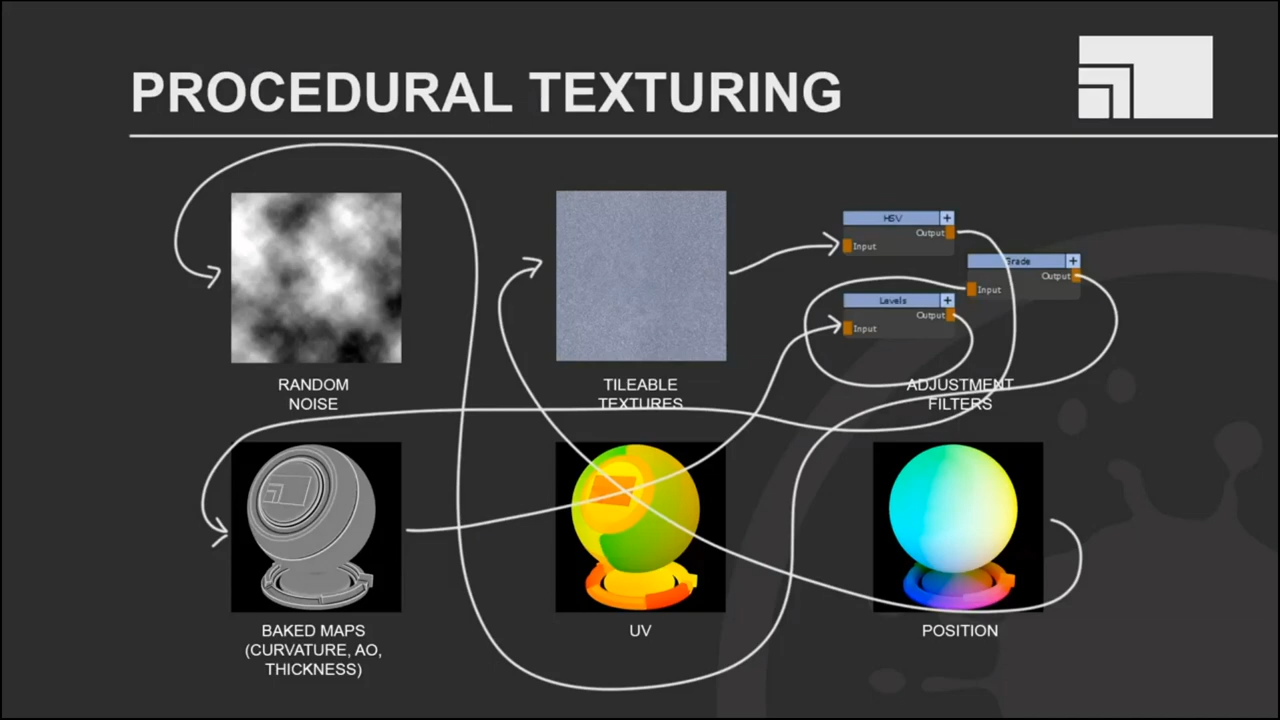 PROCEDURAL TEXTURING
HSV
Output
Input
Grade
Output
Input
Levels
Output
Input
RANDOM
NOISE
TILEABLE
TEXTURES
ADJUSTMENT
FILTERS
BAKED MAPS
(CURVATURE, AO,
THICKNESS)
UV
POSITION